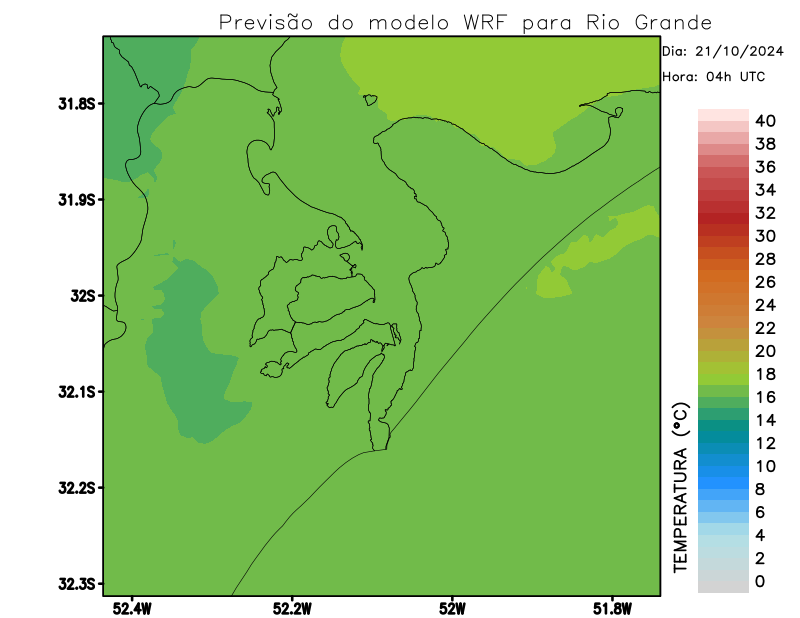 Previsão do modelo WRF para Rio Grande
Dia: 21/10/2024
Hora: 04h UTC
31.8S
31.9S
32S
32.1S
32.2S
32.3S
52.4W
52.2W
52W
51.8W
TEMPERATURA (°C)
40
38
36
34
32
30
28
26
24
22
20
18
16
14
12
10
8
6
4
2
0